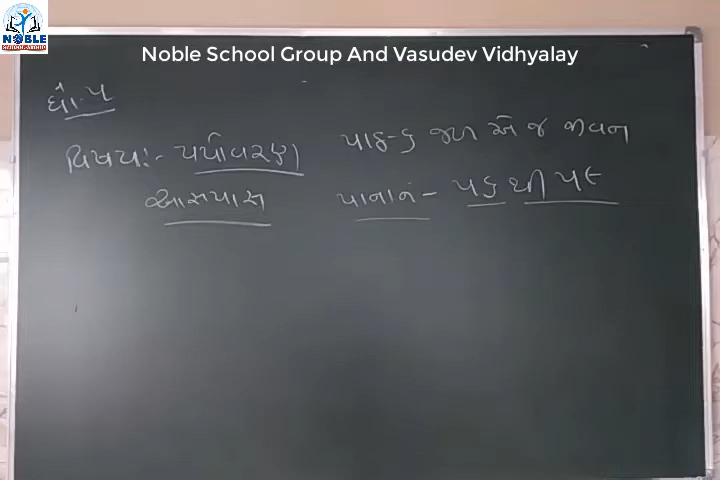 NOBLE
Noble School Group And Vasudev Vidhyalay
ધો-૫
વિષય:- પર્યાવરણ
પાઠ-૬ જળ એ જ જીવન
આસપાસ
પાના નં- ૫૬ થી ૫૯